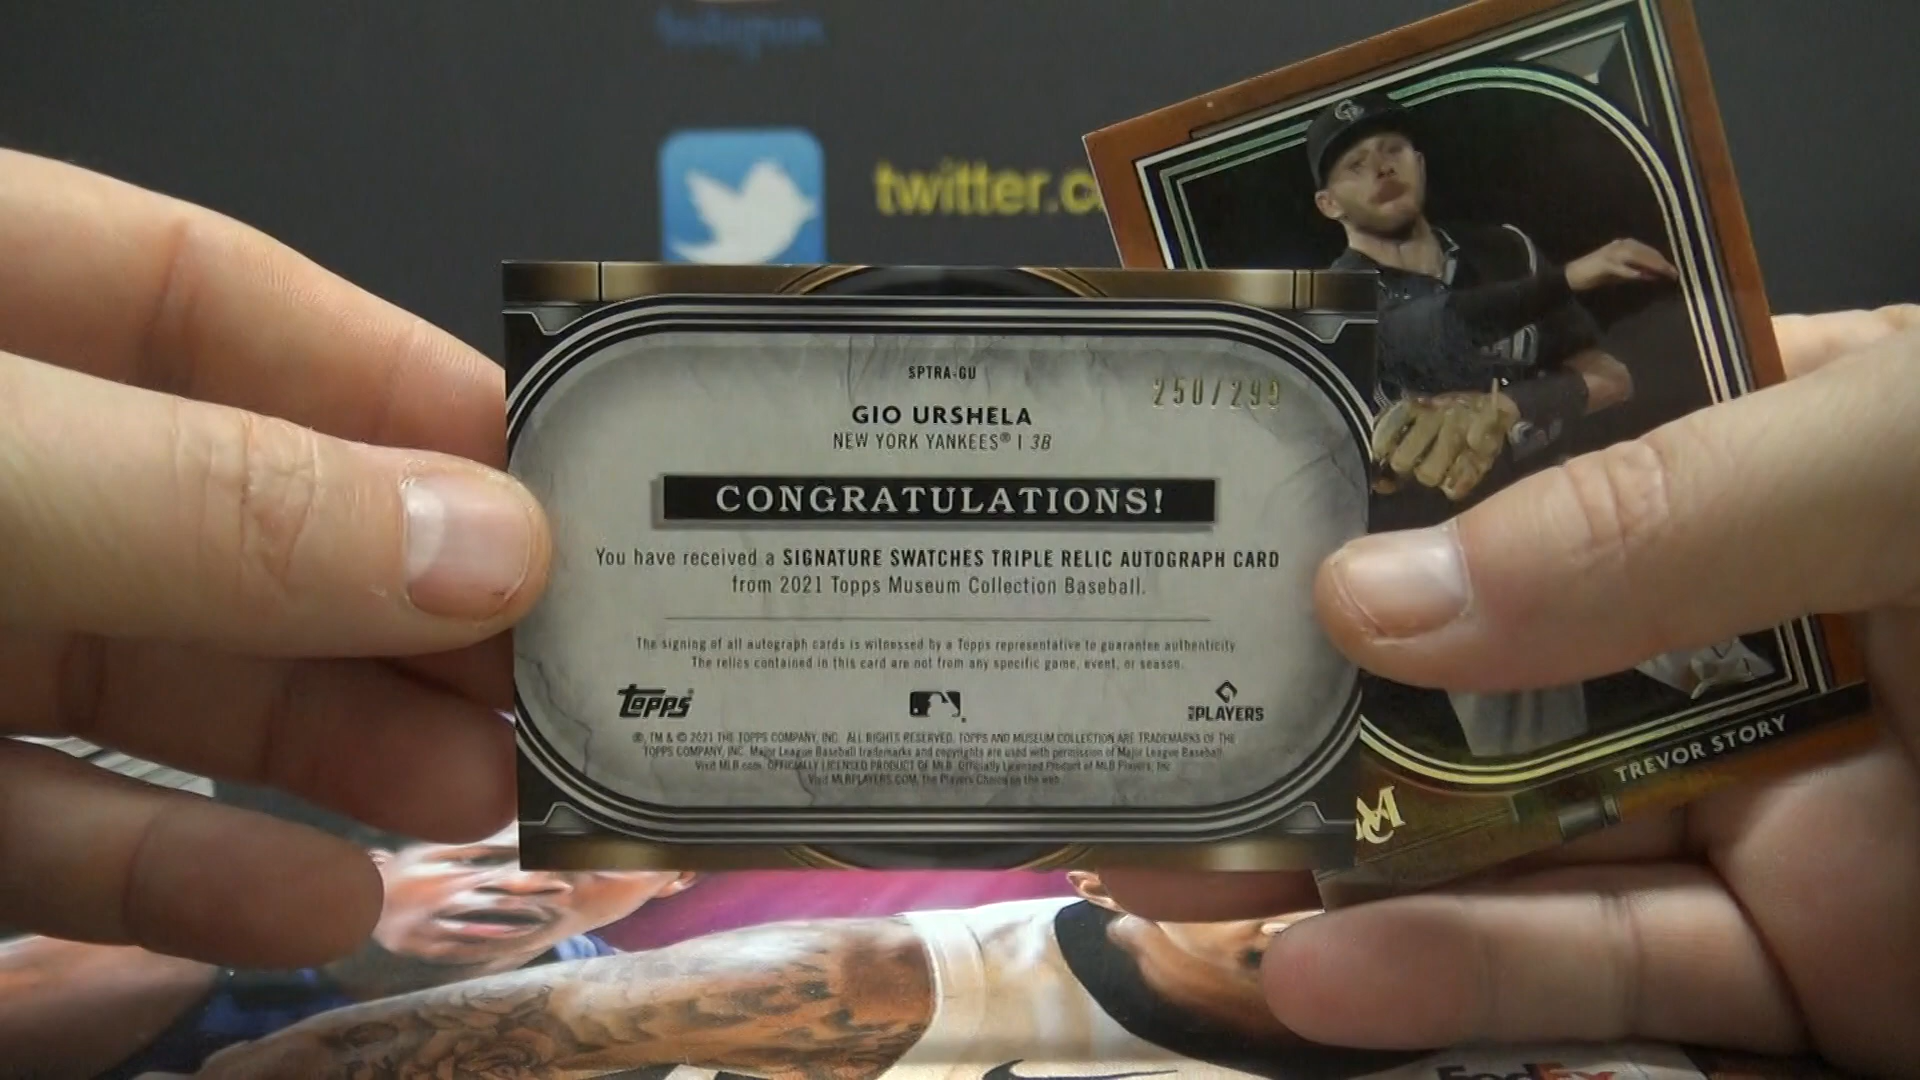 Instagram
twitter.c
SPTRA-GU
250/299
GIO URSHELA
NEW YORK YANKEES® | 3B
CONGRATULATIONS!
You have received a SIGNATURE SWATCHES TRIPLE RELIC AUTOGRAPH CARD
from 2021 Topps Museum Collection Baseball.
The signing of all autograph cards is witnessed by a Topps representative to guarantee authenticity
The relics contained in this card are not from any specific game, event, or season.
Topps
PLAYERS
®, TM & © 2021 THE TOPPS COMPANY, INC. ALL RIGHTS RESERVED. TOPPS AND MUSEUM COLLECTION ARE TRADEMARKS OF THE
TOPPS COMPANY, INC. Major League Baseball trademarks and copyrights are used with permission of Major League Baseball.
Visit MLB.com. OFFICIALLY LICENSED PRODUCT OF MLB Players, Inc.
Visit MLBPLAYERS.COM, the Players Choice on the web.
TREVOR STORY
FedEx